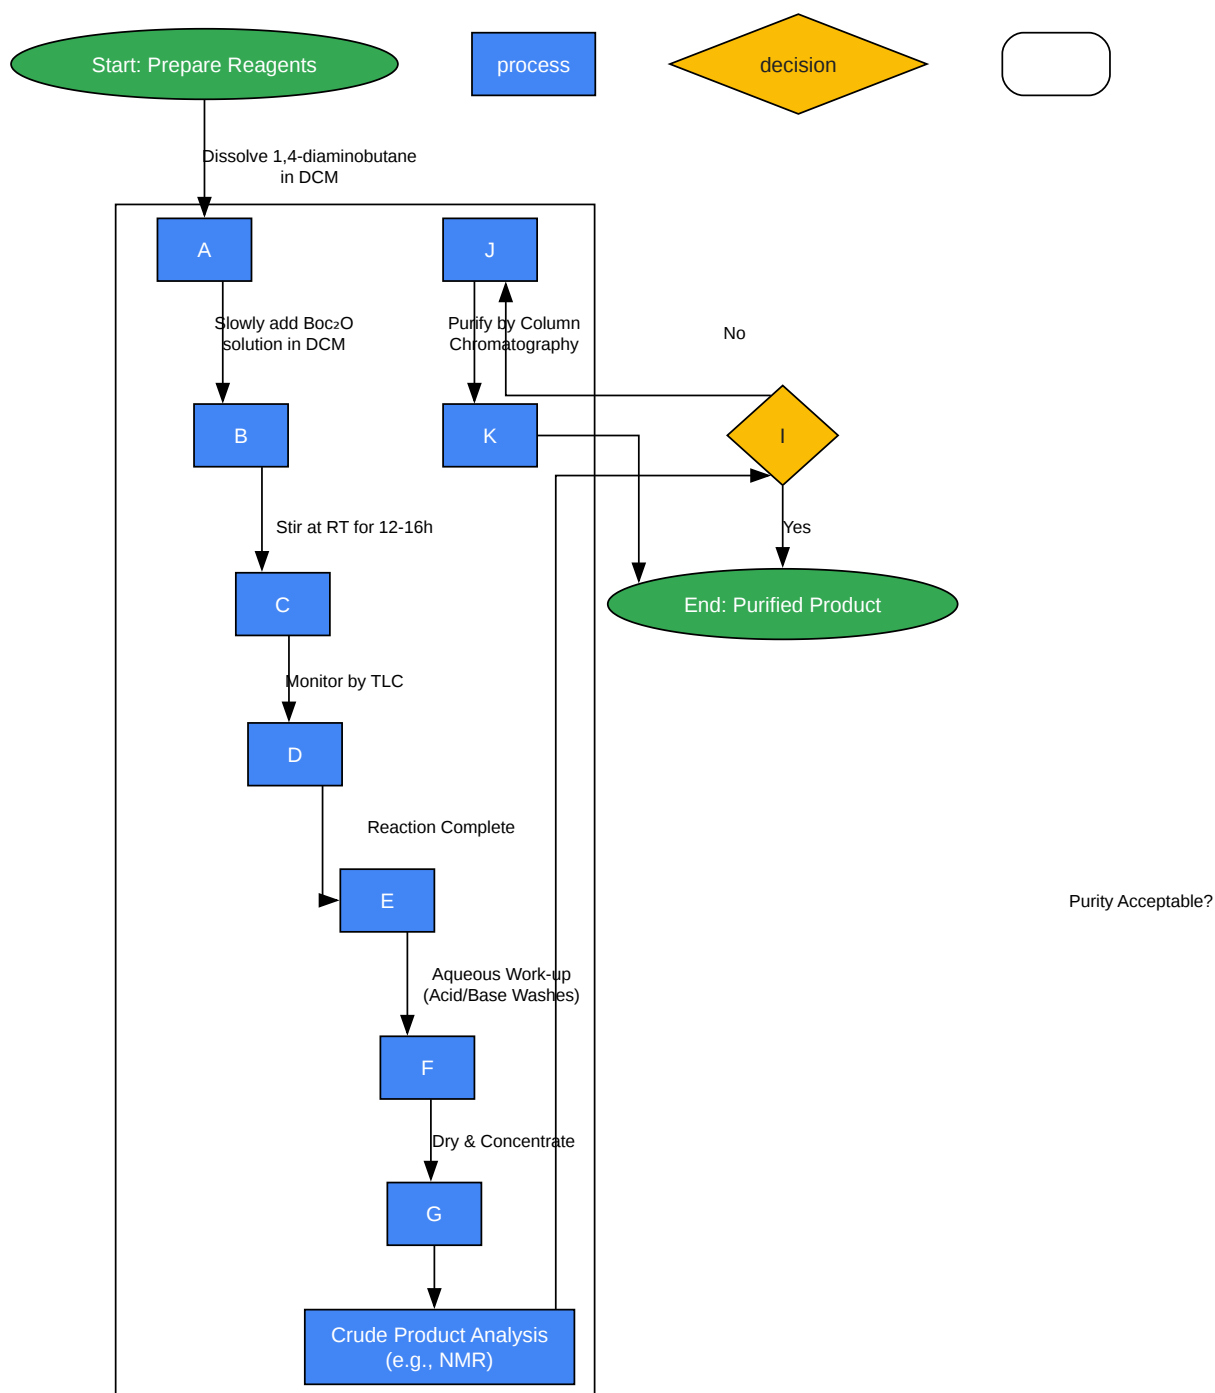 Start: Prepare Reagents
process
decision
Dissolve 1,4-diaminobutane
in DCM
A
J
Slowly add Boc₂O
solution in DCM
Purify by Column
Chromatography
No
B
K
I
Stir at RT for 12-16h
Yes
C
End: Purified Product
Monitor by TLC
D
Reaction Complete
E
Purity Acceptable?
Aqueous Work-up
(Acid/Base Washes)
F
Dry & Concentrate
G
Crude Product Analysis
(e.g., NMR)